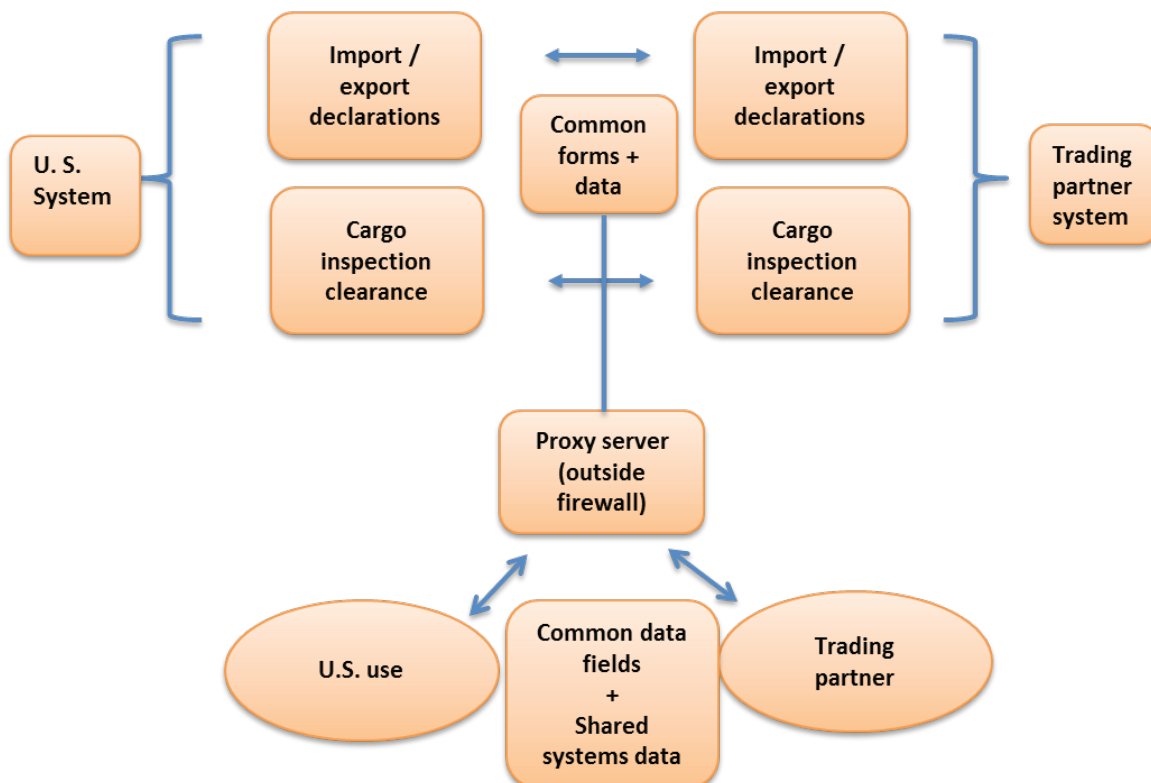 Import /
export
declarations
Import /
export
declarations
Common
forms +
data
U. S.
System
Trading
partner
system
Cargo
inspection
clearance
Cargo
inspection
clearance
Proxy server
(outside
firewall)
U.S. use
Common data
fields
+
Shared
systems data
Trading
partner